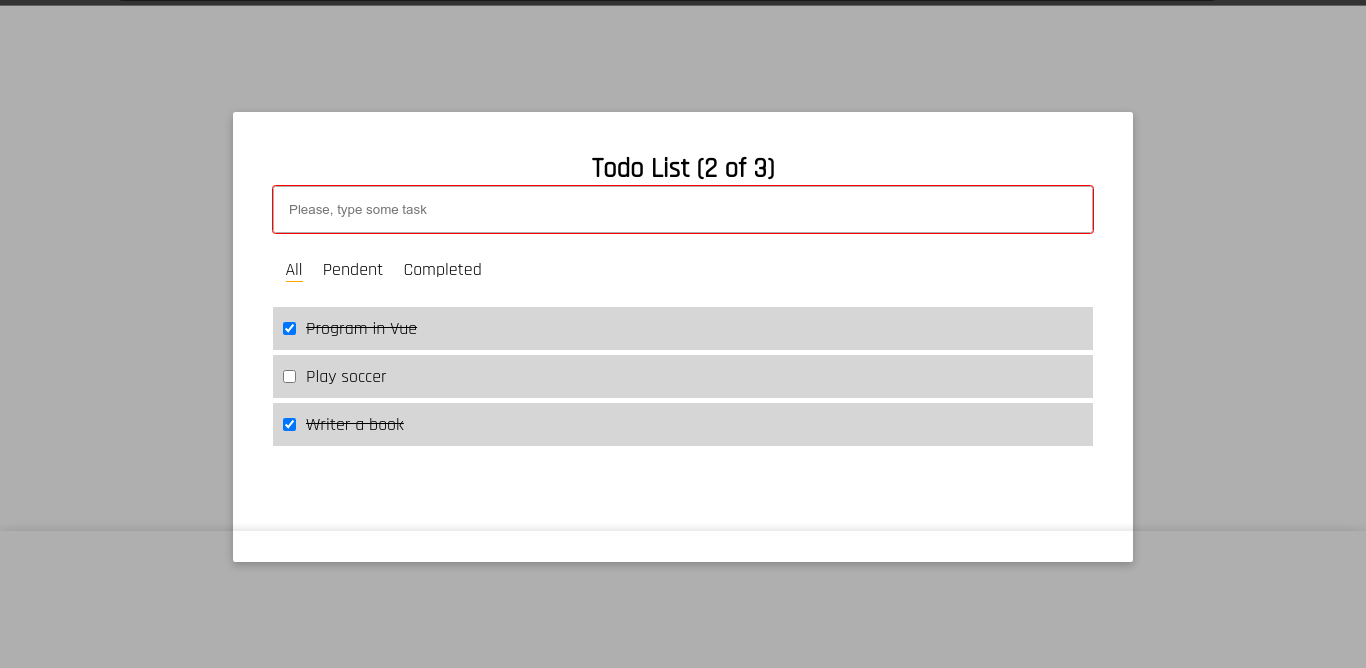 Todo List (2 of 3)
Please, type some task
All Pendent Completed
Program in Vue
Play soccer
Writer a book